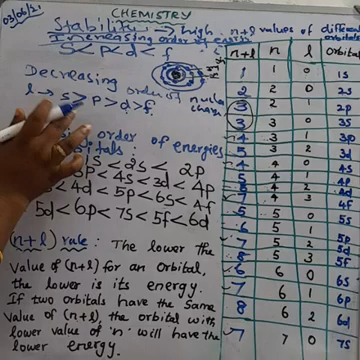 03/06/21
CHEMISTRY
Stability: → high
Increasing order of
s < p < d < f
Decreasing order of nuclear charge
l → s > p > d > f
order of energies
orbitals: 1s < 2s < 2p
3p < 4s < 3d < 4p
4d < 5p < 6s < 4f
5d < 6p < 7s < 5f < 6d
(n+l) rule: The lower the
value of (n+l) for an orbital,
the lower is its energy.
If two orbitals have the same
value of (n+l), the orbital with
lower value of 'n' will have the
lower energy.
n+l values of different orbitals
n+l n l orbital
1 1 0 1s
2 2 0 2s
3 2 1 2p
3 3 0 3s
4 3 1 3p
5 3 2 3d
4 4 0 4s
5 4 1 4p
6 4 2 4d
7 4 3 4f
5 5 0 5s
6 5 1 5p
7 5 2 5d
8 5 3 5f
6 6 0 6s
7 6 1 6p
8 6 2 6d
7 7 0 7s